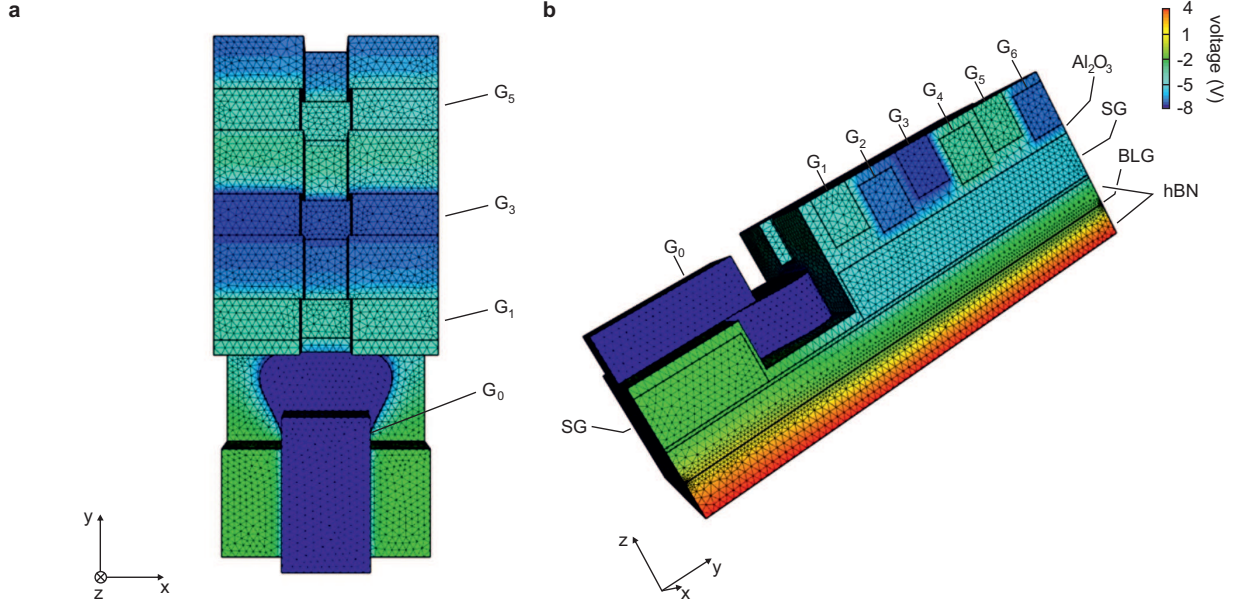 a
G5
G3
G1
G0
y
x
z
b
4
1
-2
-5
-8
voltage (V)
G6
G5
G4
G3
G2
G1
G0
Al2O3
SG
BLG
hBN
SG
z
y
x